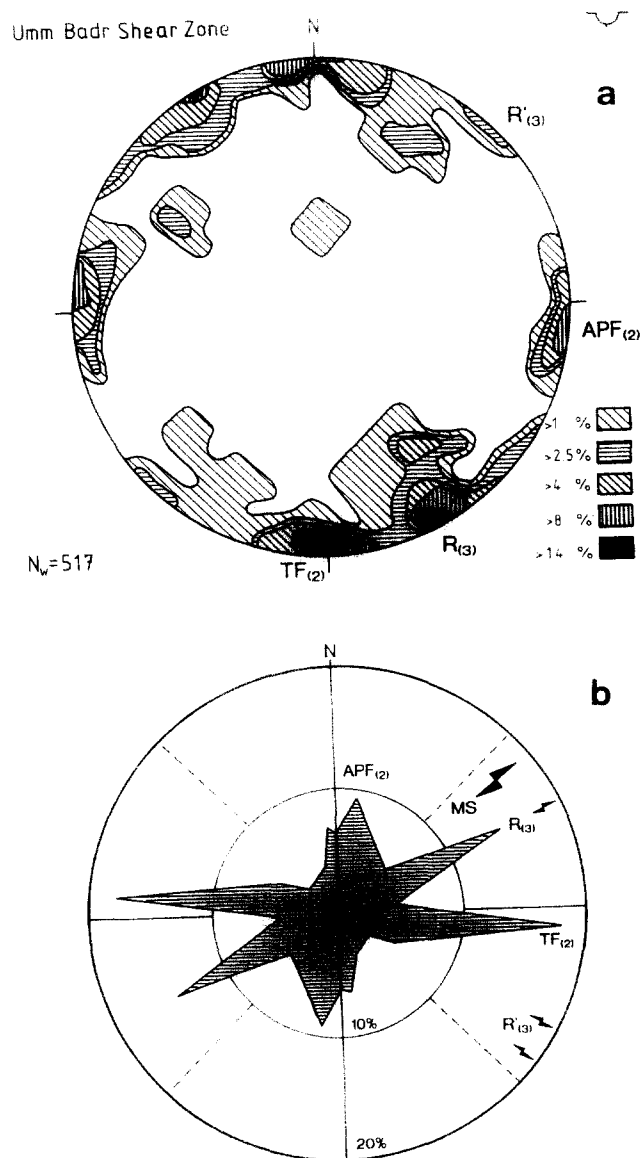 Umm Badr Shear Zone
N
a
R'(3)
APF(2)
>1 %
>2.5%
>4 %
>8 %
>14 %
R(3)
TF(2)
Nw=517
N
b
APF(2)
MS
R(3)
TF(2)
R'(3)
10%
20%